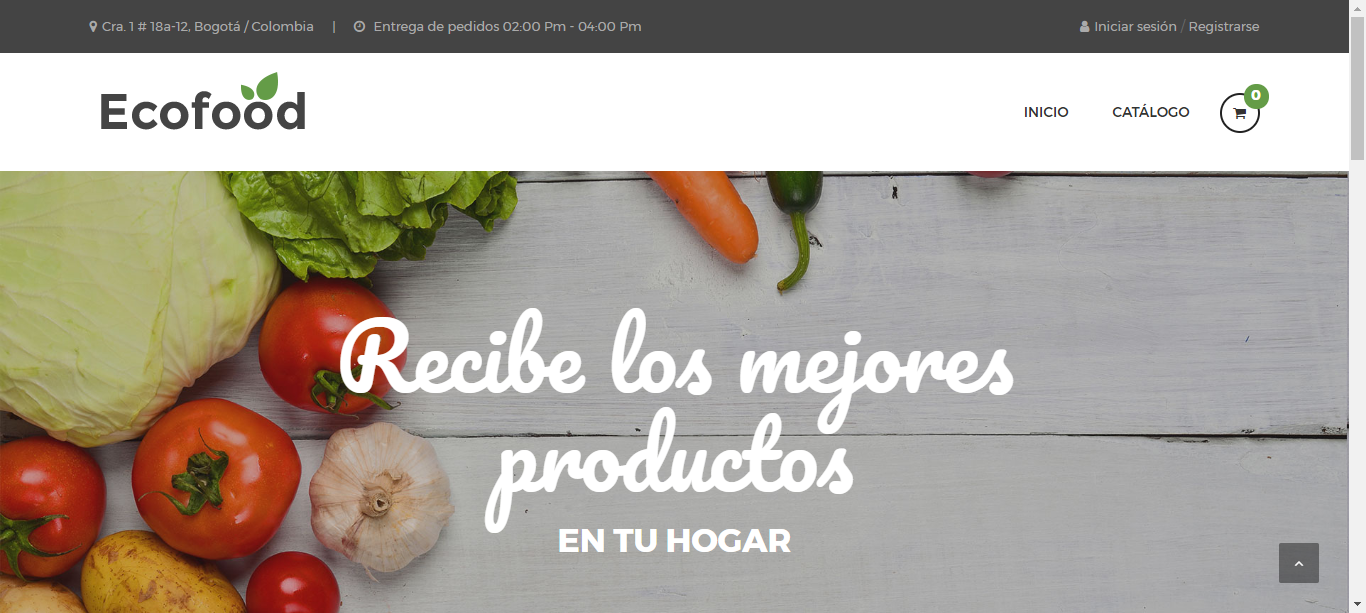 Cra. 1 # 18a-12, Bogotá / Colombia | Entrega de pedidos 02:00 Pm - 04:00 Pm Iniciar sesión / Registrarse
Ecofood INICIO CATÁLOGO 0
Recibe los mejores
productos
EN TU HOGAR